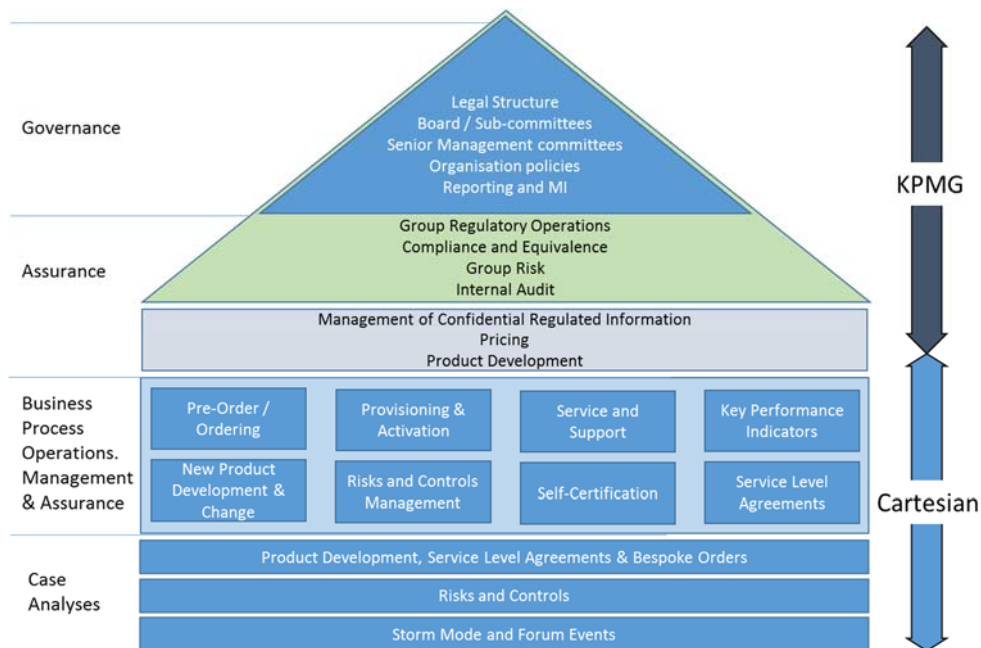 Governance
Legal Structure
Board / Sub-committees
Senior Management committees
Organisation policies
Reporting and MI
Assurance
Group Regulatory Operations
Compliance and Equivalence
Group Risk
Internal Audit
Management of Confidential Regulated Information
Pricing
Product Development
KPMG
Business
Process
Operations.
Management
& Assurance
Pre-Order /
Ordering
Provisioning &
Activation
Service and
Support
Key Performance
Indicators
New Product
Development &
Change
Risks and Controls
Management
Self-Certification
Service Level
Agreements
Cartesian
Case
Analyses
Product Development, Service Level Agreements & Bespoke Orders
Risks and Controls
Storm Mode and Forum Events